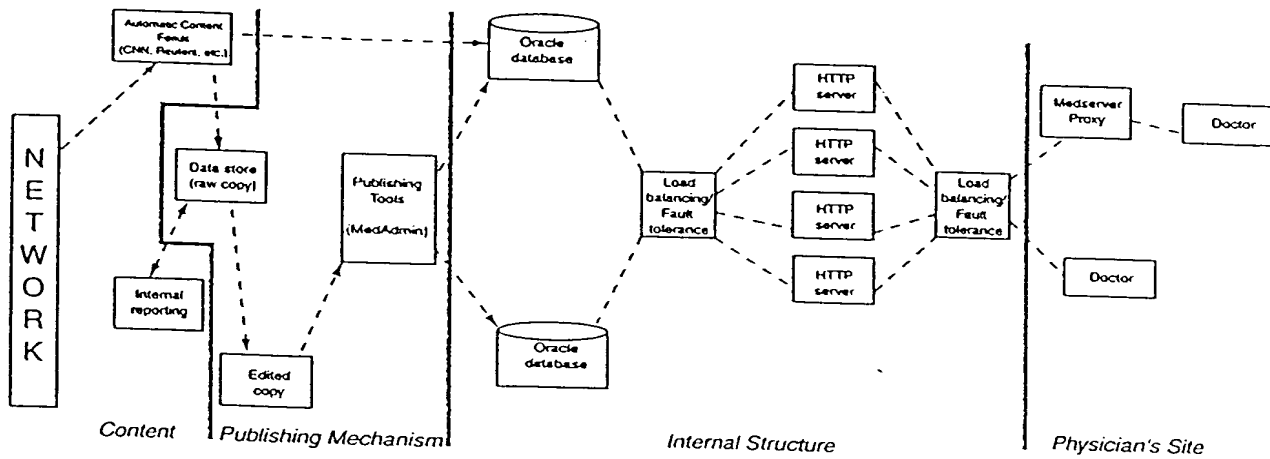 NETWORK
Automatic Content
Feeds
(CNN, Reuters, etc.)
Data store
(raw copy)
Internal
reporting
Edited
copy
Publishing
Tools
(MedAdmin)
Oracle
database
Oracle
database
Load
balancing/
Fault
tolerance
HTTP
server
HTTP
server
HTTP
server
HTTP
server
Load
balancing/
Fault
tolerance
Medserver
Proxy
Doctor
Doctor
Content
Publishing Mechanism
Internal Structure
Physician's Site